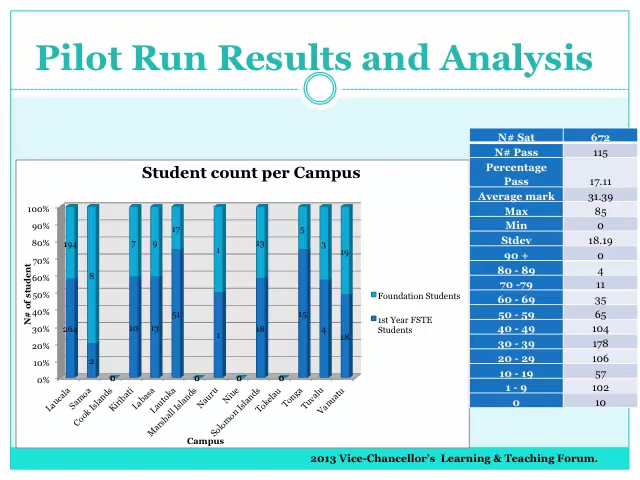 Pilot Run Results and Analysis
N# Sat 672
N# Pass 115
Percentage
Pass 17.11
Average mark 31.39
Max 85
Min 0
Stdev 18.19
90 + 0
80 - 89 4
70 -79 11
60 - 69 35
50 - 59 65
40 - 49 104
30 - 39 178
20 - 29 106
10 - 19 57
1 - 9 102
0 10
Student count per Campus
N# of student
100%
90%
80%
70%
60%
50%
40%
30%
20%
10%
0%
194 8 7 9 17 1 13 5 3 19
264 2 0 10 13 51 0 1 0 18 0 15 4 18
Foundation Students
1st Year FSTE
Students
Laucala
Samoa
Cook Islands
Kiribati
Labasa
Lautoka
Marshall Islands
Nauru
Niue
Solomon Islands
Tokelau
Tonga
Tuvalu
Vanuatu
Campus
2013 Vice-Chancellor's Learning & Teaching Forum.